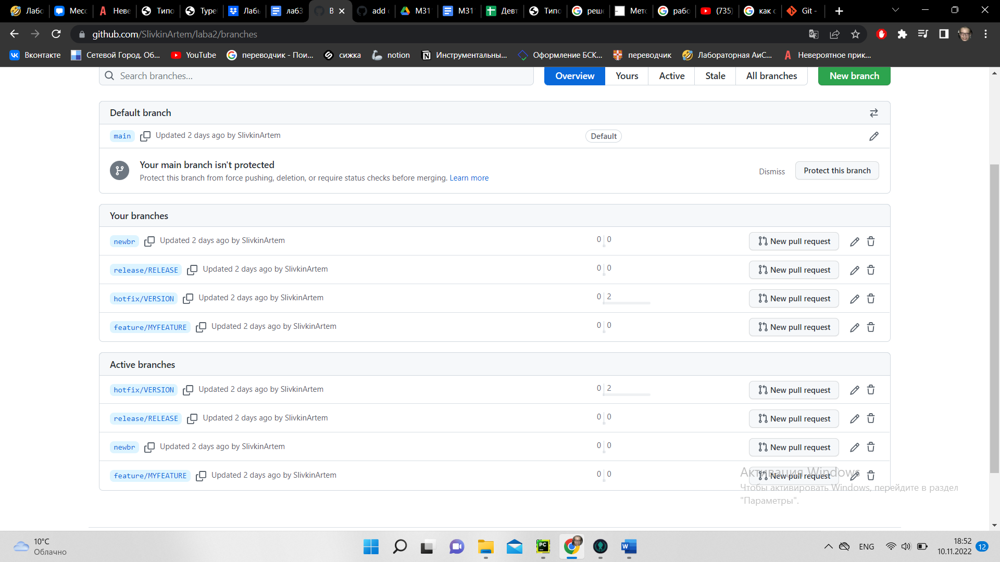 Лабо
Месс
Неве
Типо
Type
Лабь
лаб3
B
add
M31
M31
Девт
Типо
реше
Мето
рабо
(735)
как с
Git -
github.com/SlivkinArtem/laba2/branches
Вконтакте
Сетевой Город. Об...
YouTube
переводчик - Пои...
сижка
notion
Инструментальны...
Оформление БСК...
переводчик
Лабораторная АиС...
Невероятное прик...
Search branches...
Overview
Yours
Active
Stale
All branches
New branch
Default branch
main
Updated 2 days ago by SlivkinArtem
Default
Your main branch isn't protected
Protect this branch from force pushing, deletion, or require status checks before merging. Learn more
Dismiss
Protect this branch
Your branches
newbr Updated 2 days ago by SlivkinArtem 0 0 New pull request
release/RELEASE Updated 2 days ago by SlivkinArtem 0 0 New pull request
hotfix/VERSION Updated 2 days ago by SlivkinArtem 0 2 New pull request
feature/MYFEATURE Updated 2 days ago by SlivkinArtem 0 0 New pull request
Active branches
hotfix/VERSION Updated 2 days ago by SlivkinArtem 0 2 New pull request
release/RELEASE Updated 2 days ago by SlivkinArtem 0 0 New pull request
newbr Updated 2 days ago by SlivkinArtem 0 0 New pull request
feature/MYFEATURE Updated 2 days ago by SlivkinArtem 0 0 New pull request
Активация Windows
Чтобы активировать Windows, перейдите в раздел
"Параметры".
10°C
Облачно
PC
W
ENG
18:52
10.11.2022
12